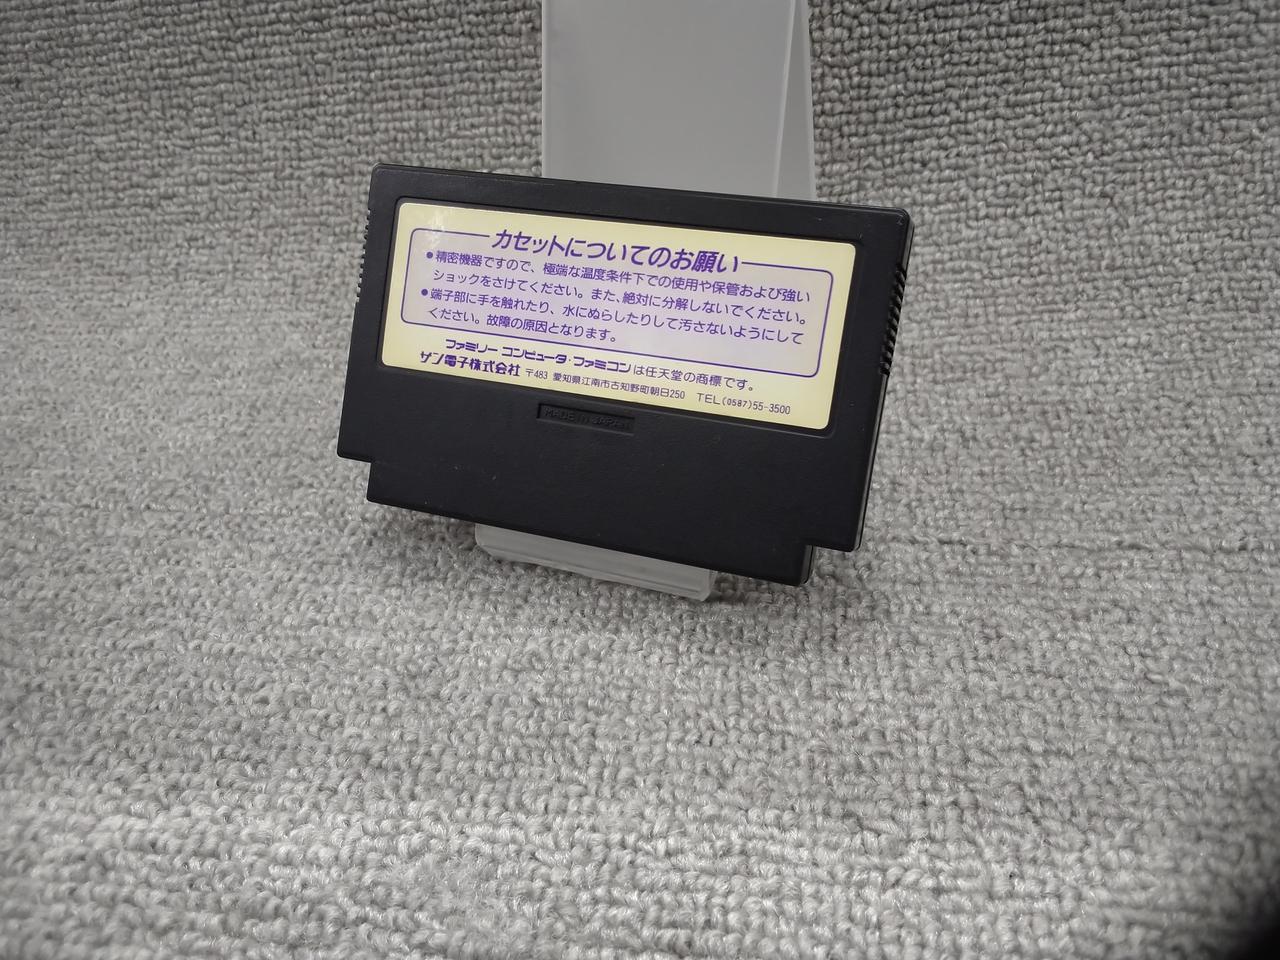 カセットについてのお願い
●精密機器ですので、極端な温度条件下での使用や保管および強い
ショックをさけてください。また、絶対に分解しないでください。
●端子部に手を触れたり、水にぬらしたりして汚さないようにして
ください。故障の原因となります。
ファミリー コンピュータ・ファミコンは任天堂の商標です。
サン電子株式会社 〒483 愛知県江南市古知野町朝日250 TEL(0587)55-3500
MADE IN JAPAN